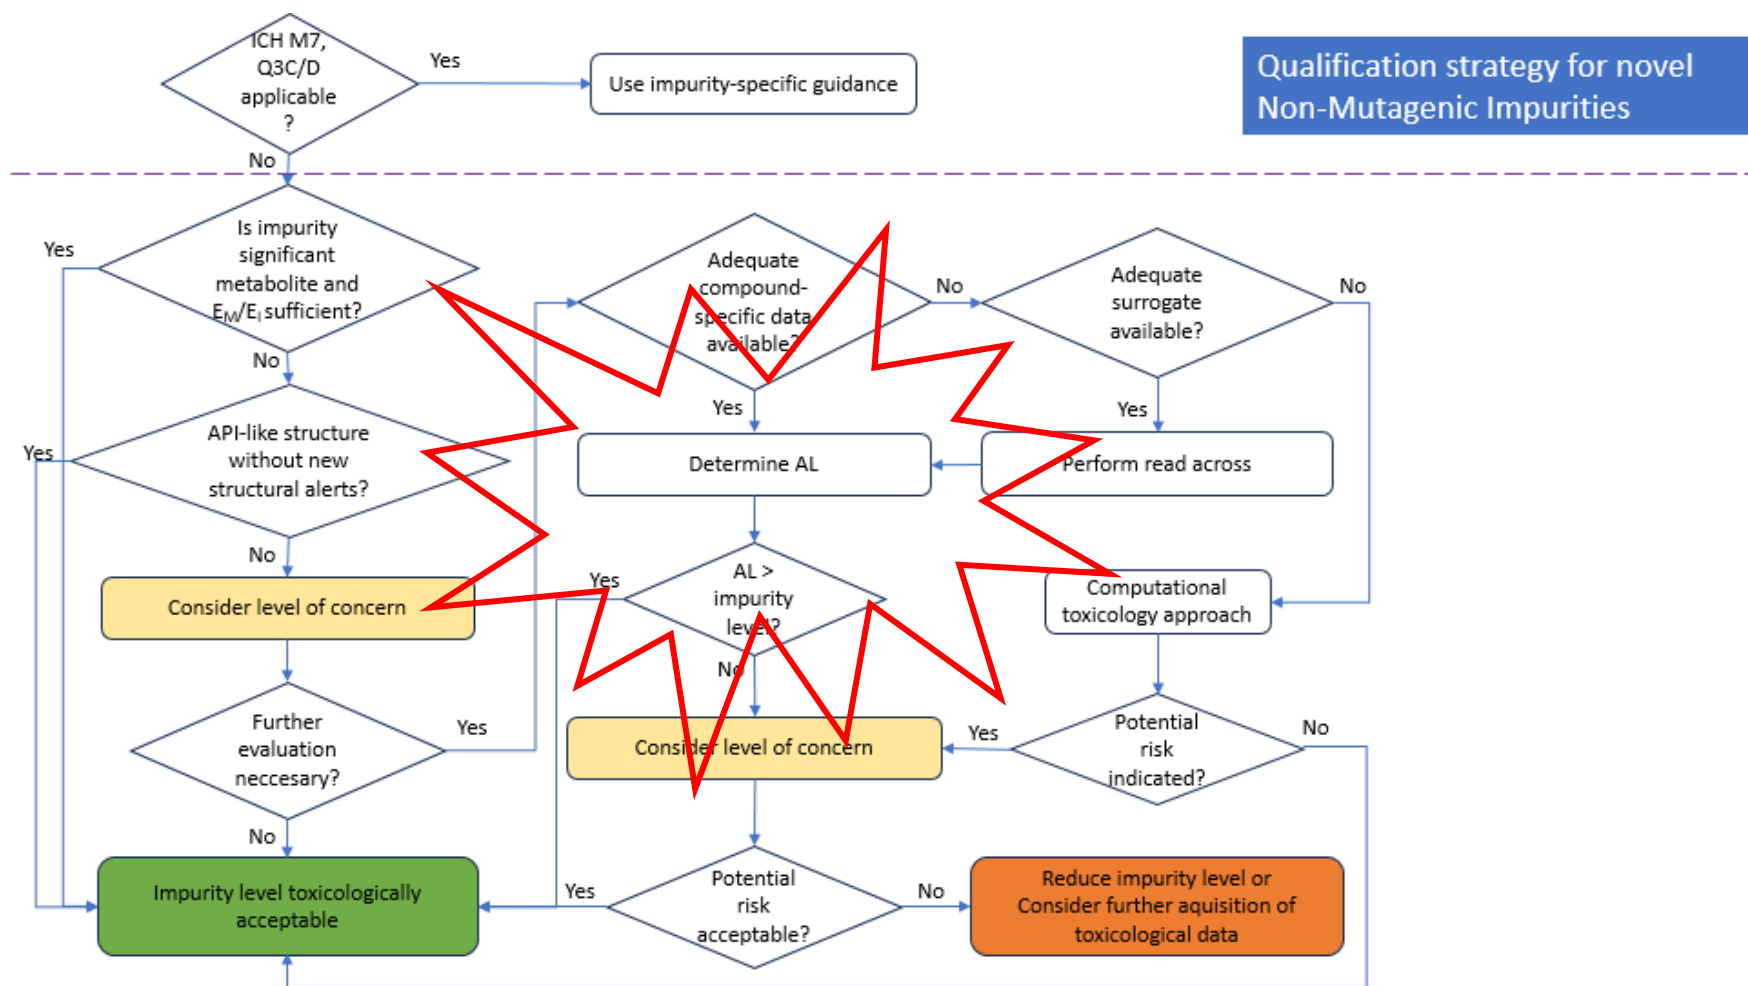 ICH M7,
Q3C/D
applicable
?
Yes
Use impurity-specific guidance
Qualification strategy for novel
Non-Mutagenic Impurities
No
Is impurity
significant
metabolite and
EM/EI sufficient?
Yes
No
API-like structure
without new
structural alerts?
Yes
No
Consider level of concern
Further
evaluation
neccesary?
Yes
No
Impurity level toxicologically
acceptable
Adequate
compound-
specific data
available?
No
Yes
Adequate
surrogate
available?
No
Yes
Determine AL
Perform read across
AL >
impurity
level?
Yes
No
Computational
toxicology approach
Consider level of concern
Yes
Potential
risk
indicated?
No
Potential
risk
acceptable?
Yes
No
Reduce impurity level or
Consider further aquisition of
toxicological data